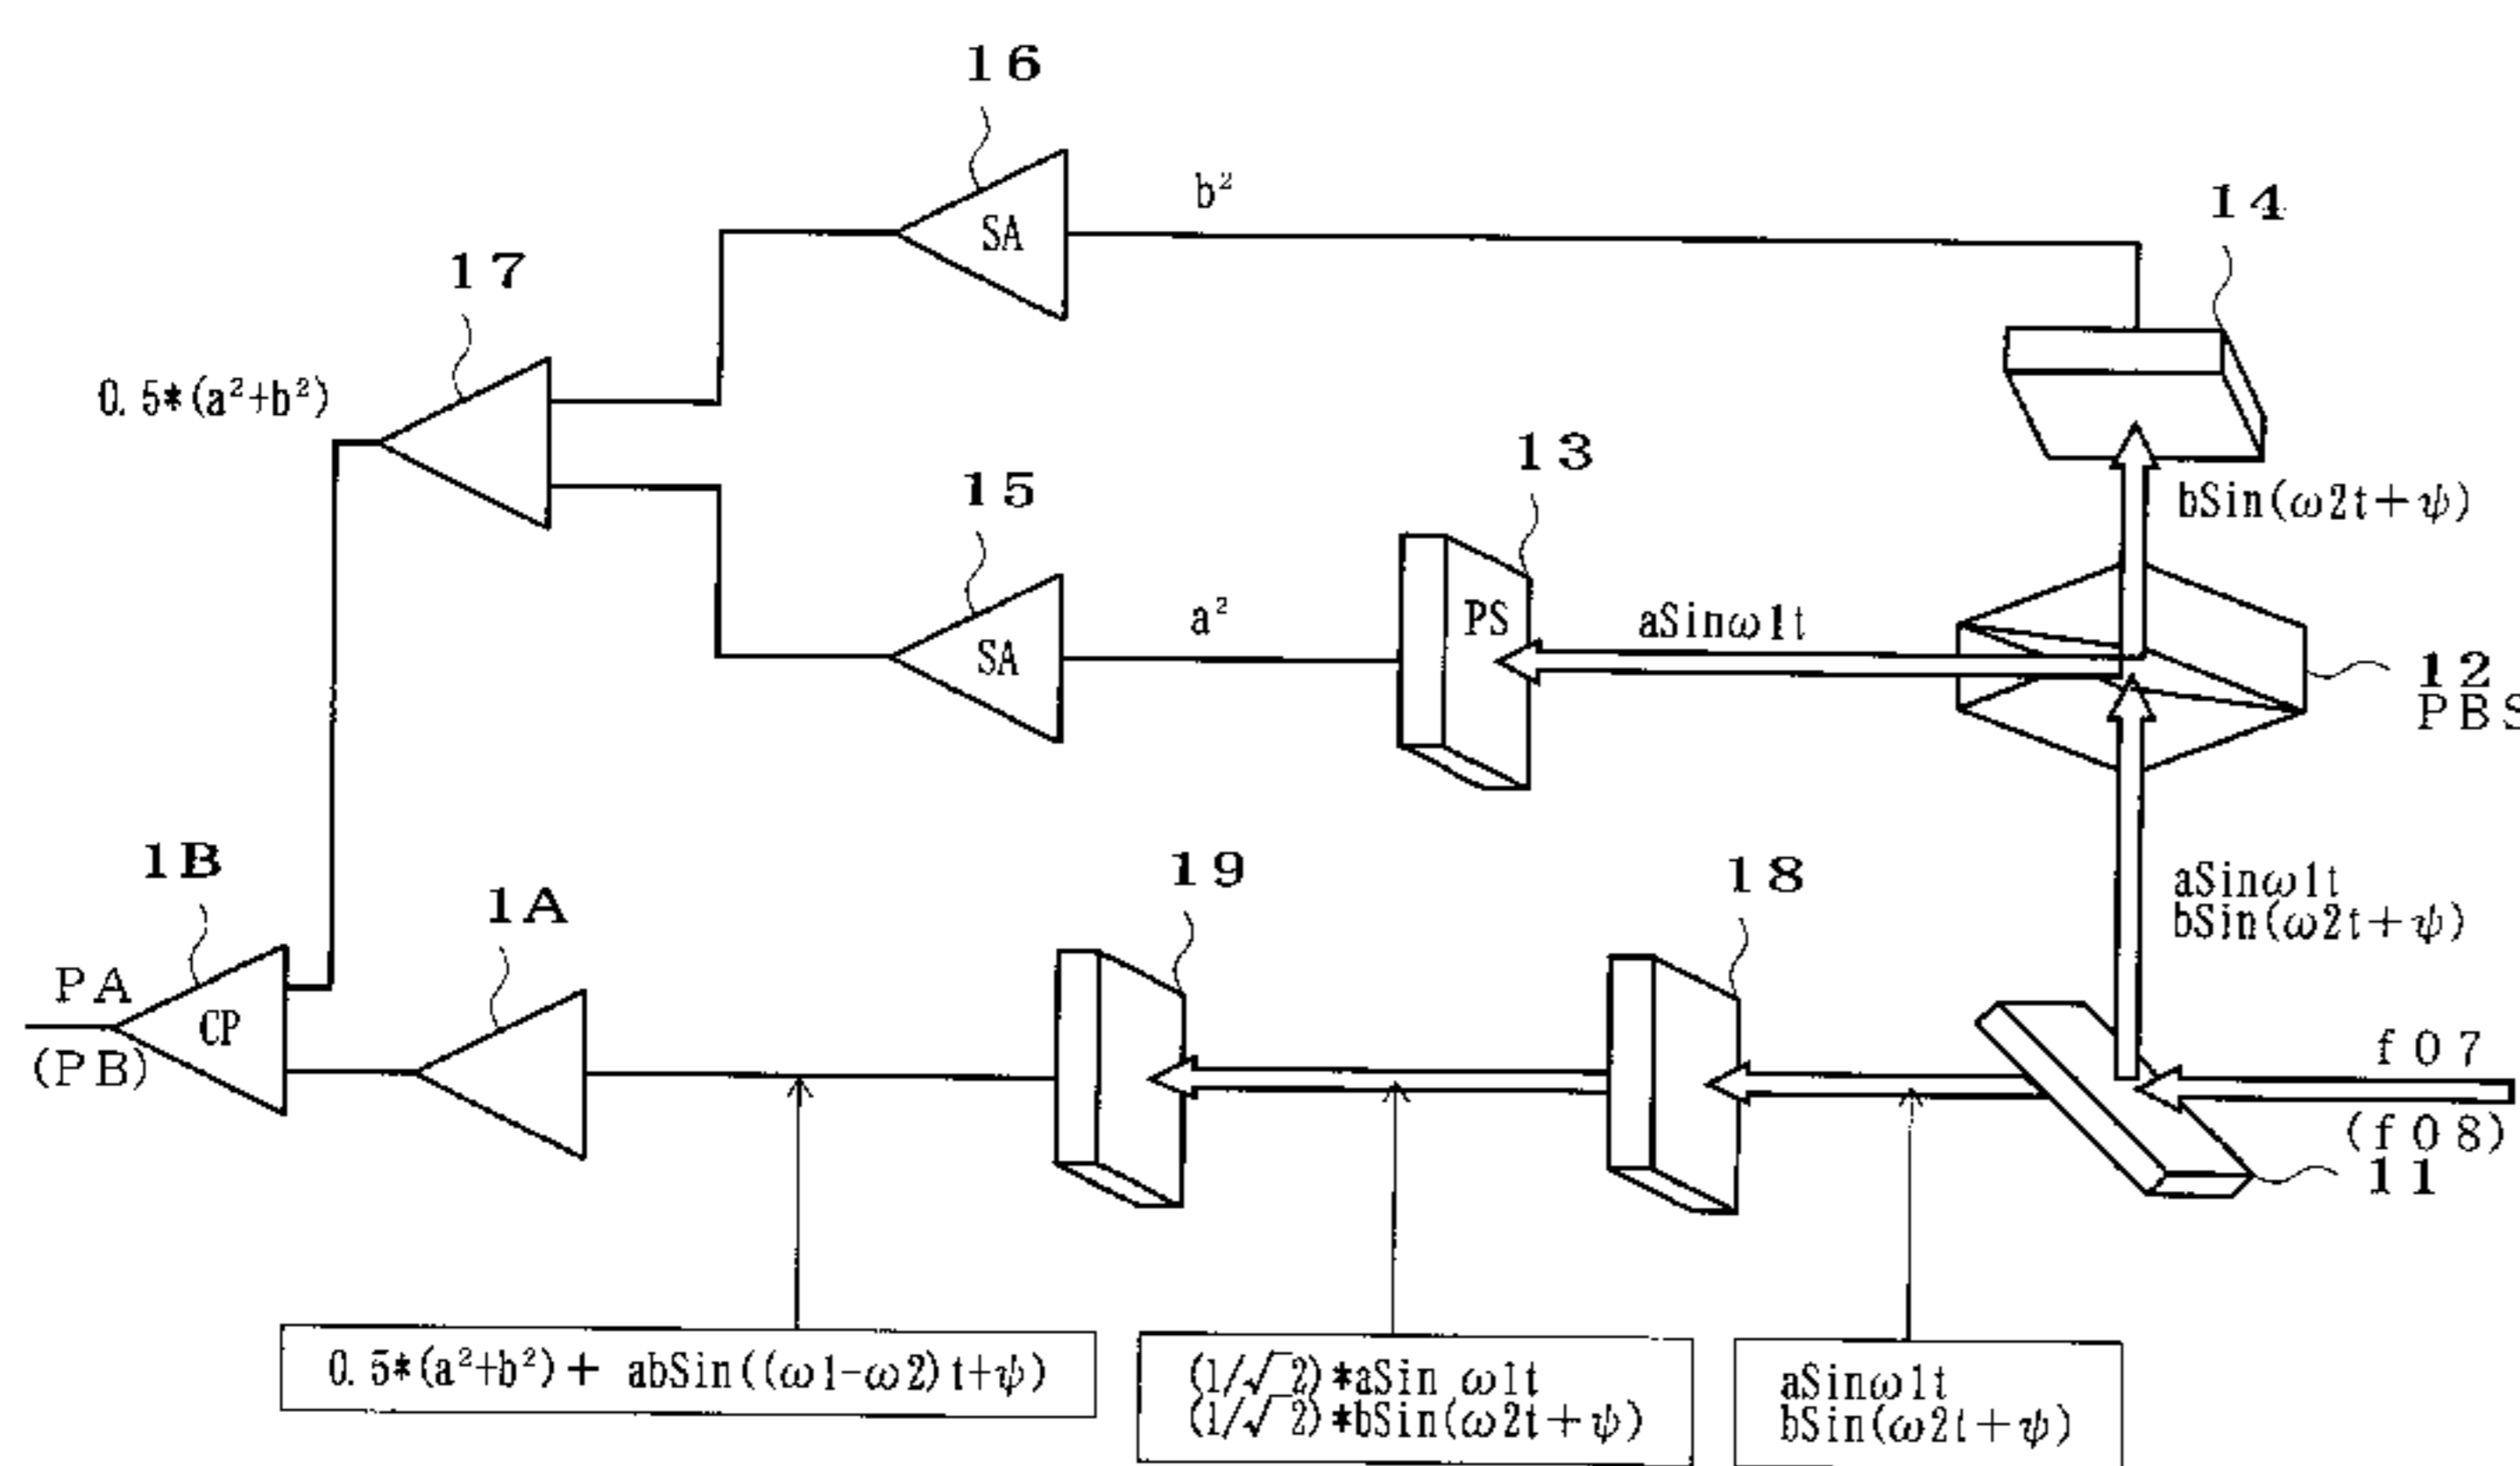 16
b²
14
SA
17
0.5*(a²+b²)
13
15
bSin(ω2t+ψ)
PS
aSinω1t
a²
SA
12
PBS
1B
19
18
1A
aSinω1t
bSin(ω2t+ψ)
PA
CP
(PB)
f07
(f08)
11
0.5*(a²+b²)+ abSin((ω1-ω2)t+ψ)
(1/√2)*aSin ω1t
(1/√2)*bSin(ω2t+ψ)
aSinω1t
bSin(ω2t+ψ)